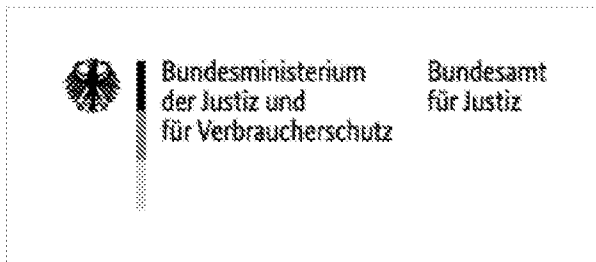 Bundesministerium
der Justiz und
für Verbraucherschutz
Bundesamt
für Justiz